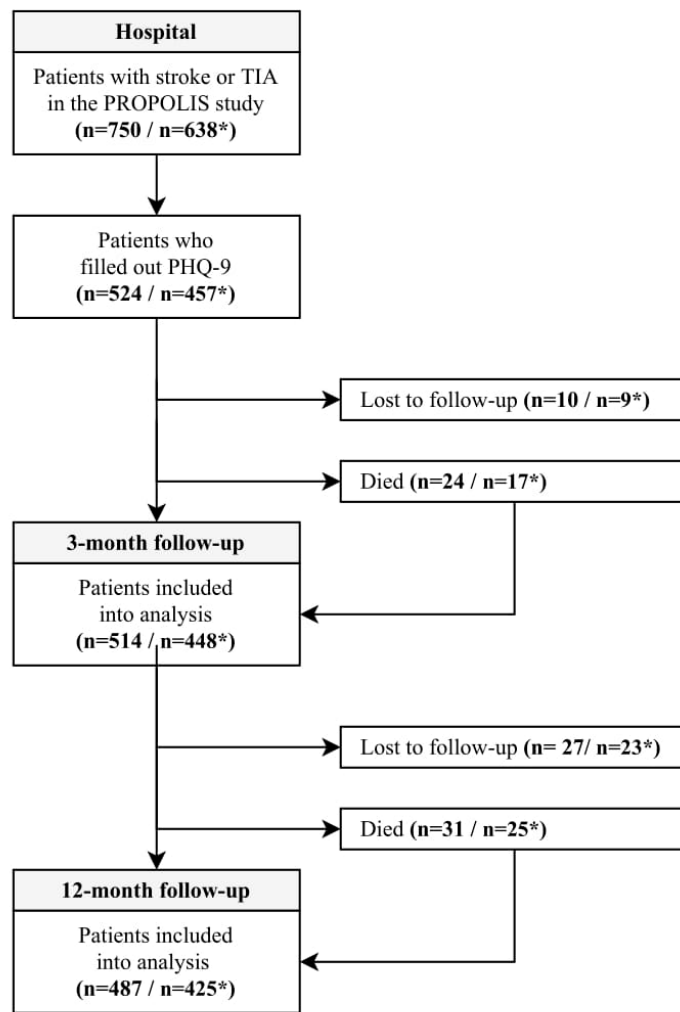 Hospital
Patients with stroke or TIA
in the PROPOLIS study
(n=750 / n=638*)
Patients who
filled out PHQ-9
(n=524 / n=457*)
Lost to follow-up (n=10 / n=9*)
Died (n=24 / n=17*)
3-month follow-up
Patients included
into analysis
(n=514 / n=448*)
Lost to follow-up (n= 27/ n=23*)
Died (n=31 / n=25*)
12-month follow-up
Patients included
into analysis
(n=487 / n=425*)